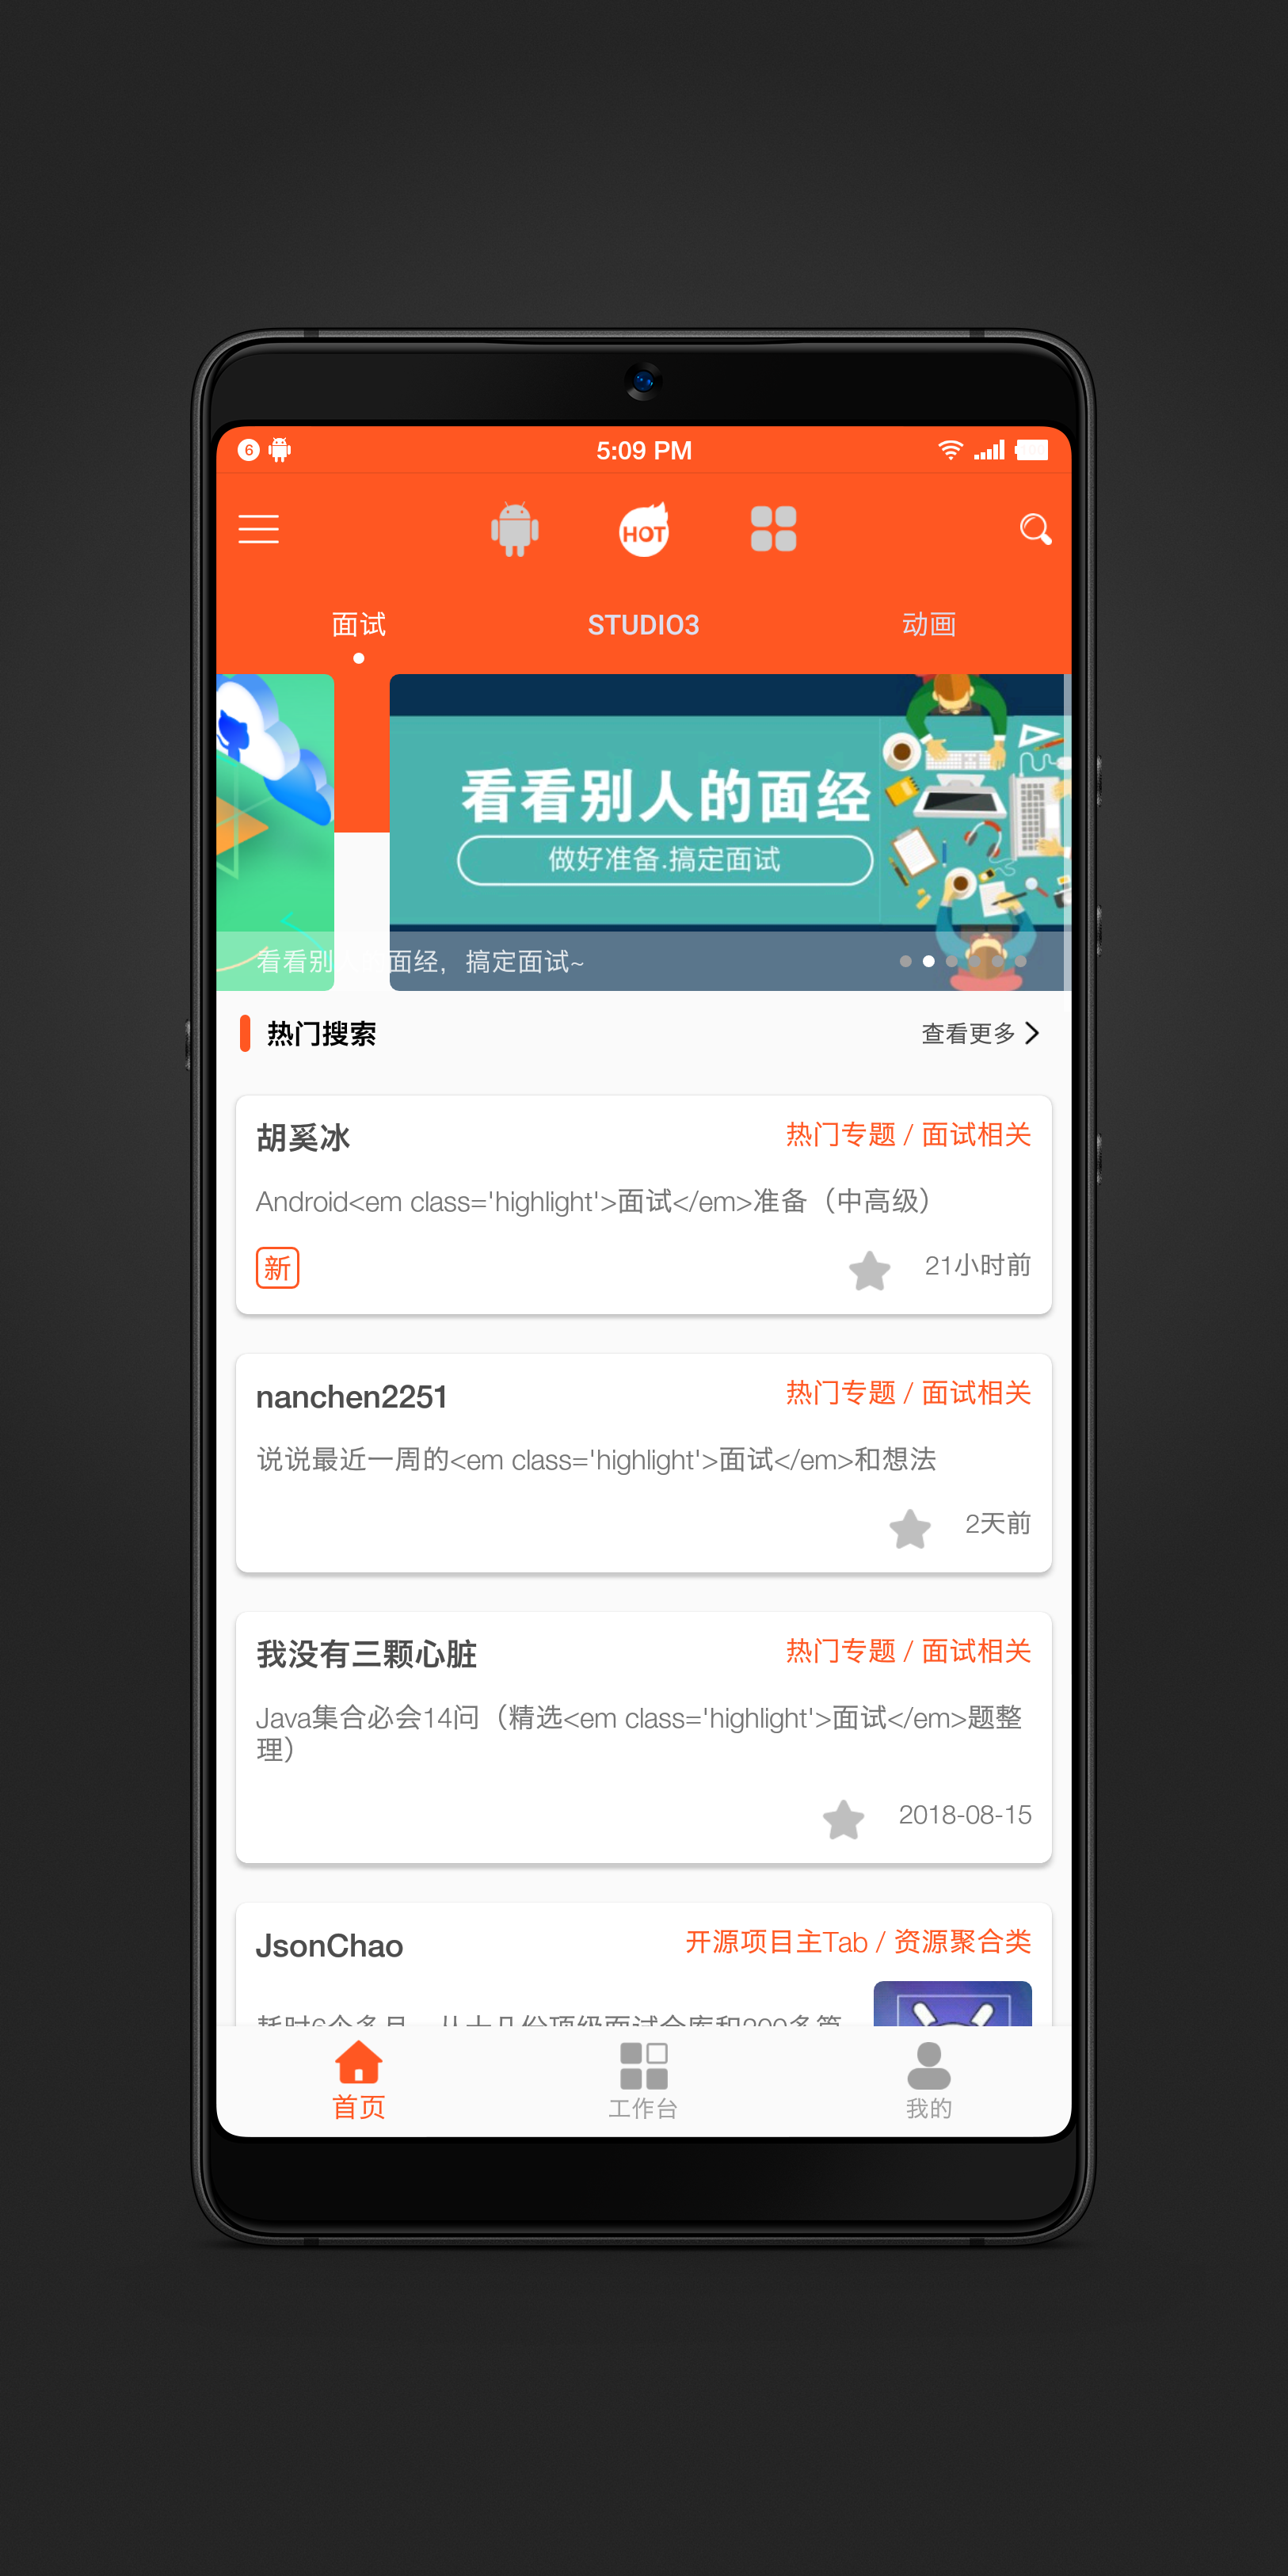 6
5:09 PM
HOT
面试
STUDIO3
动画
看看别人的面经
做好准备.搞定面试
看看别人的面经，搞定面试~
热门搜索
查看更多
胡奚冰
热门专题 / 面试相关
Android<em class='highlight'>面试</em>准备（中高级）
新
21小时前
nanchen2251
热门专题 / 面试相关
说说最近一周的<em class='highlight'>面试</em>和想法
2天前
我没有三颗心脏
热门专题 / 面试相关
Java集合必会14问（精选<em class='highlight'>面试</em>题整
理）
2018-08-15
JsonChao
开源项目主Tab / 资源聚合类
首页
工作台
我的